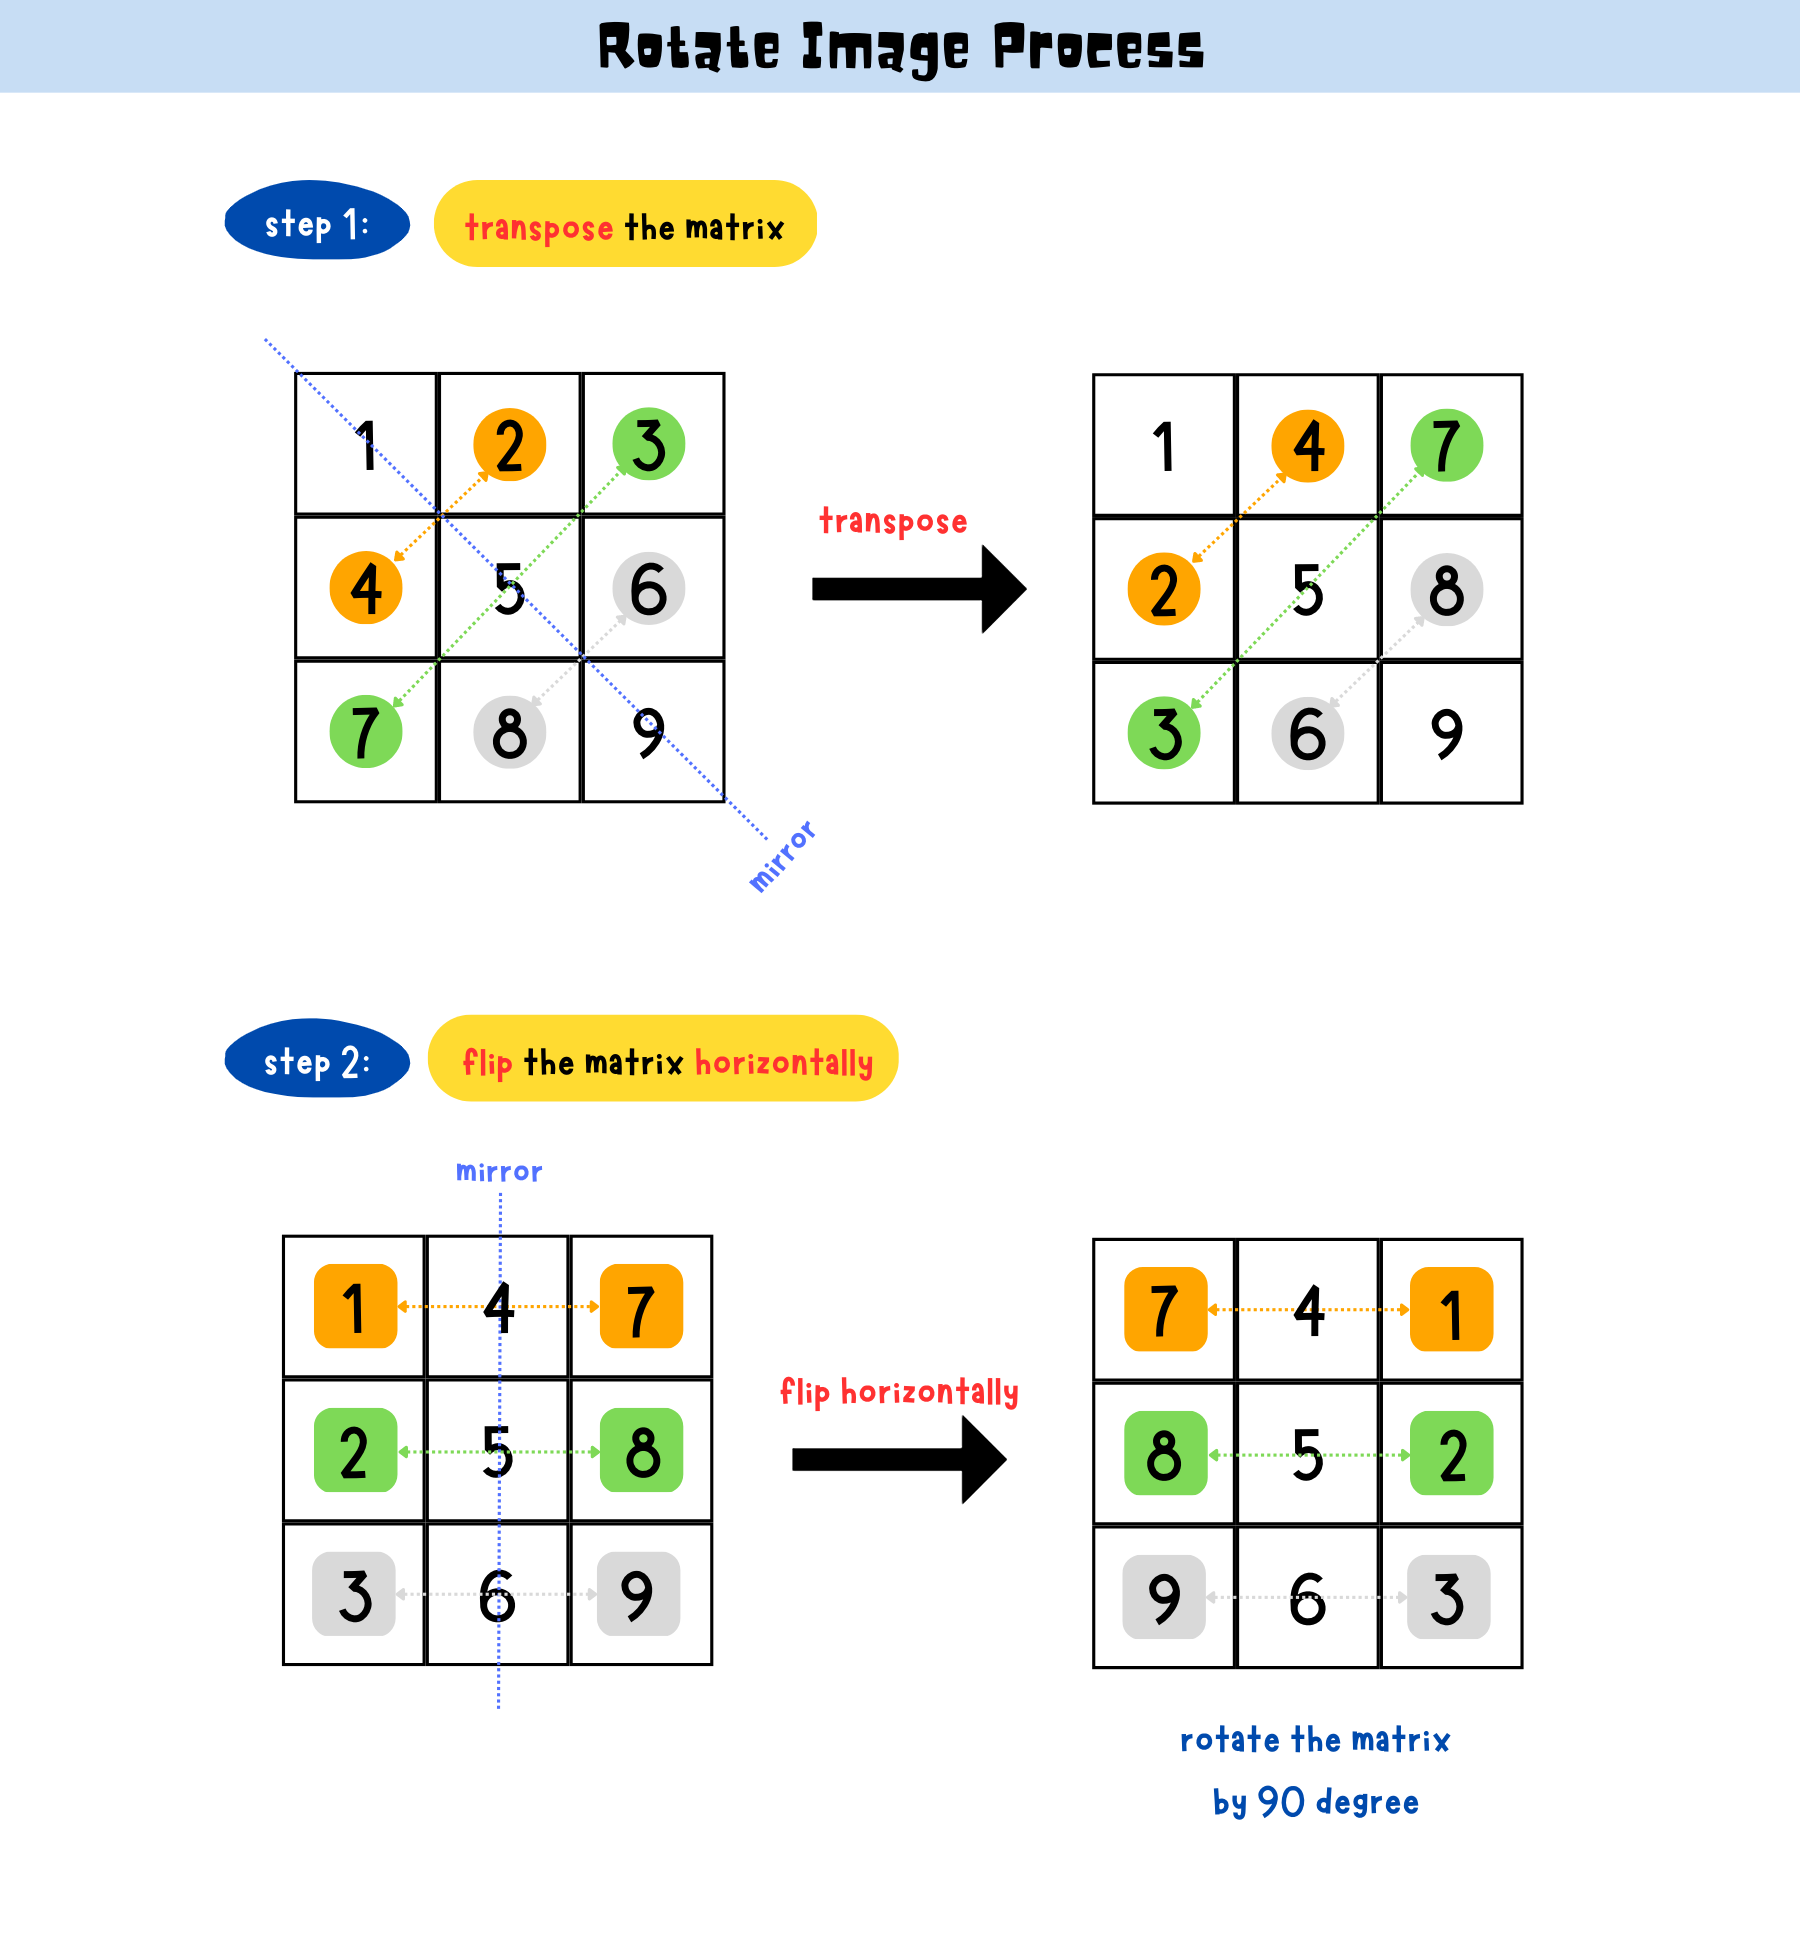 Rotate Image Process
step 1: transpose the matrix
1 2 3
4 5 6
7 8 9
mirror
transpose
1 4 7
2 5 8
3 6 9
step 2: flip the matrix horizontally
mirror
1 4 7
2 5 8
3 6 9
flip horizontally
7 4 1
8 5 2
9 6 3
rotate the matrix
by 90 degree